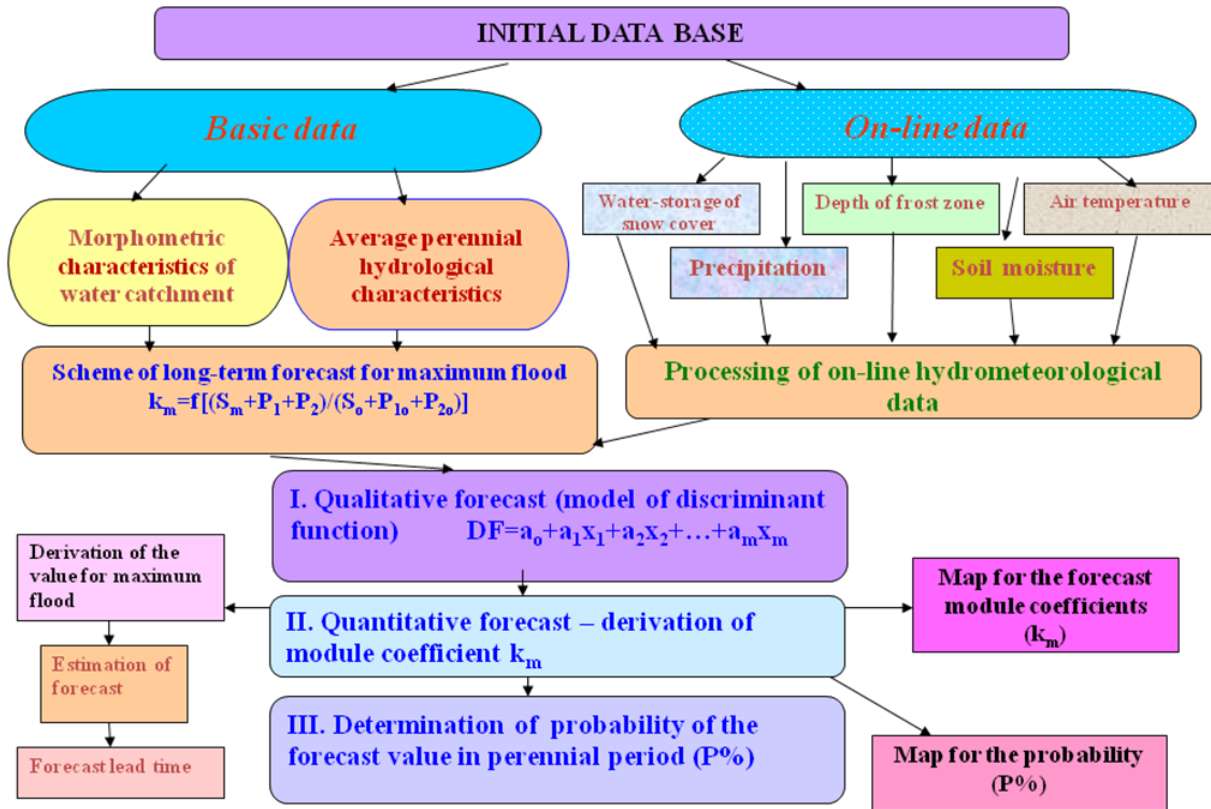 INITIAL DATA BASE
Basic data
On-line data
Water-storage of
snow cover
Depth of frost zone
Air temperature
Morphometric
characteristics of
water catchment
Average perennial
hydrological
characteristics
Precipitation
Soil moisture
Scheme of long-term forecast for maximum flood
kₘ=f[(Sₘ+P₁+P₂)/(Sₒ+P₁ₒ+P₂ₒ)]
Processing of on-line hydrometeorological
data
I. Qualitative forecast (model of discriminant
function) DF=aₒ+a₁x₁+a₂x₂+…+aₘxₘ
Derivation of the
value for maximum
flood
II. Quantitative forecast – derivation of
module coefficient kₘ
Map for the forecast
module coefficients
(kₘ)
Estimation of
forecast
III. Determination of probability of the
forecast value in perennial period (P%)
Forecast lead time
Map for the probability
(P%)